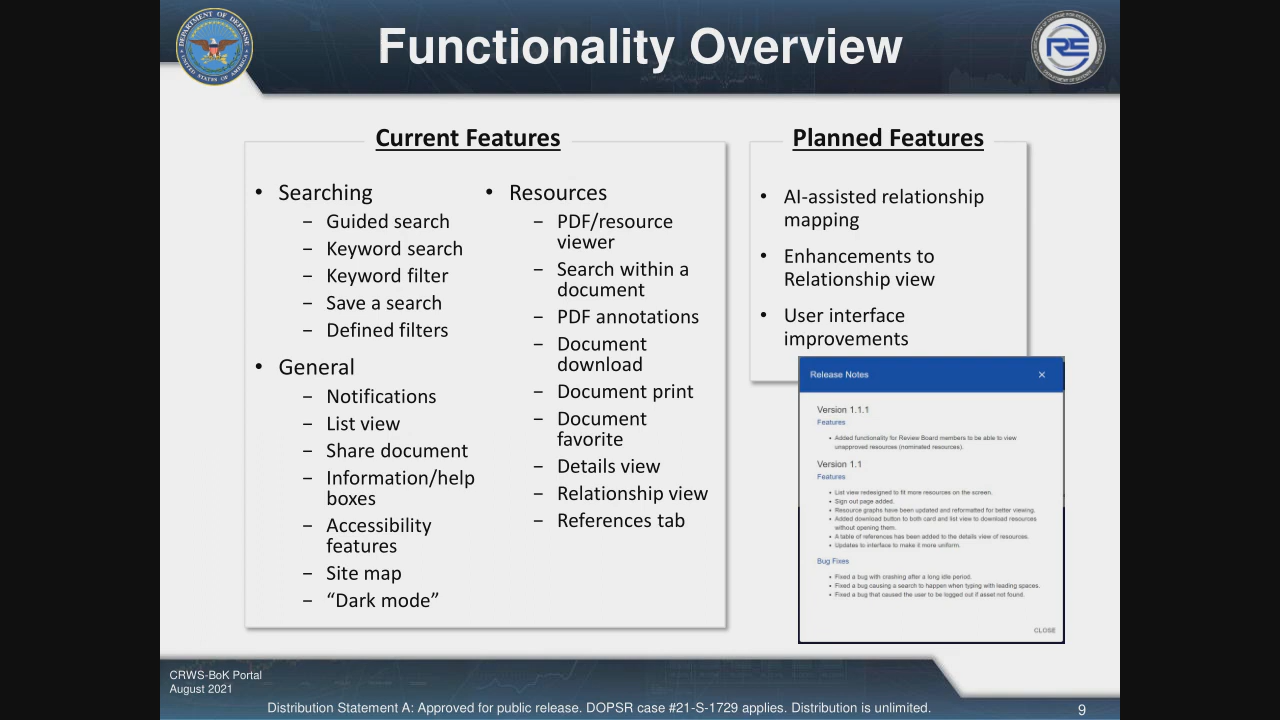 Functionality Overview
DEPARTMENT OF DEFENSE
UNITED STATES OF AMERICA
RE
Current Features
• Searching
– Guided search
– Keyword search
– Keyword filter
– Save a search
– Defined filters
• General
– Notifications
– List view
– Share document
– Information/help
boxes
– Accessibility
features
– Site map
– “Dark mode”
• Resources
– PDF/resource
viewer
– Search within a
document
– PDF annotations
– Document
download
– Document print
– Document
favorite
– Details view
– Relationship view
– References tab
Planned Features
• AI-assisted relationship
mapping
• Enhancements to
Relationship view
• User interface
improvements
Release Notes ×
Version 1.1.1
Features
• Added functionality for Review Board members to be able to view
unapproved resources (nominated resources).
Version 1.1
Features
• List view redesigned to fit more resources on the screen.
• Sign out page added.
• Resource graphs have been updated and reformatted for better viewing.
• Added download button to both card and list view to download resources
without opening them.
• A table of references has been added to the details view of resources.
• Updates to interface to make it more uniform.
Bug Fixes
• Fixed a bug with crashing after a long idle period.
• Fixed a bug causing a search to happen when typing with leading spaces.
• Fixed a bug that caused the user to be logged out if asset not found.
CLOSE
CRWS-BoK Portal
August 2021
Distribution Statement A: Approved for public release. DOPSR case #21-S-1729 applies. Distribution is unlimited.
9